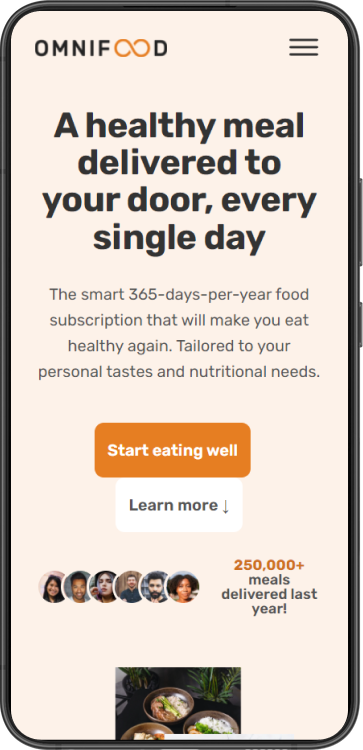 OMNIFOOD
A healthy meal
delivered to
your door, every
single day
The smart 365-days-per-year food
subscription that will make you eat
healthy again. Tailored to your
personal tastes and nutritional needs.
Start eating well
Learn more ↓
250,000+
meals
delivered last
year!